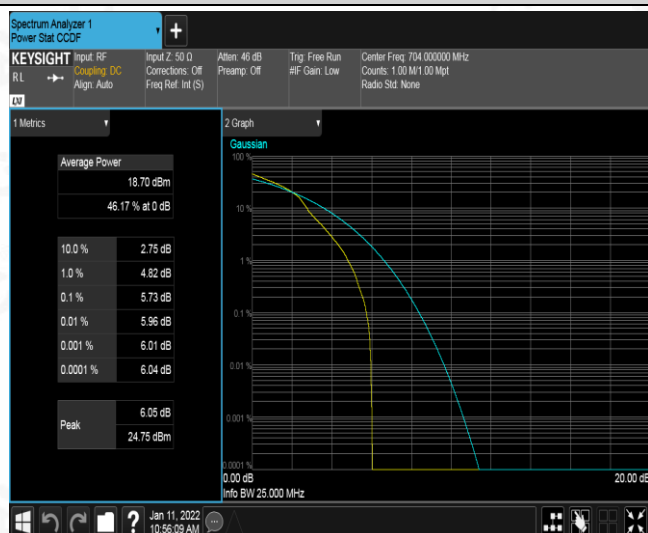 Spectrum Analyzer 1
Power Stat CCDF
KEYSIGHT
RL
LXI
Input: RF
Coupling: DC
Align: Auto
Input Z: 50 Ω
Corrections: Off
Freq Ref: Int (S)
Atten: 46 dB
Preamp: Off
Trig: Free Run
#IF Gain: Low
Center Freq: 704.000000 MHz
Counts: 1.00 M/1.00 Mpt
Radio Std: None
1 Metrics
Average Power
18.70 dBm
46.17 % at 0 dB
10.0 % 2.75 dB
1.0 % 4.82 dB
0.1 % 5.73 dB
0.01 % 5.96 dB
0.001 % 6.01 dB
0.0001 % 6.04 dB
Peak
6.05 dB
24.75 dBm
2 Graph
Gaussian
100 %
10 %
1 %
0.1 %
0.01 %
0.001 %
0.0001 %
0.00 dB 20.00 dB
Info BW 25.000 MHz
?
Jan 11, 2022
10:56:09 AM